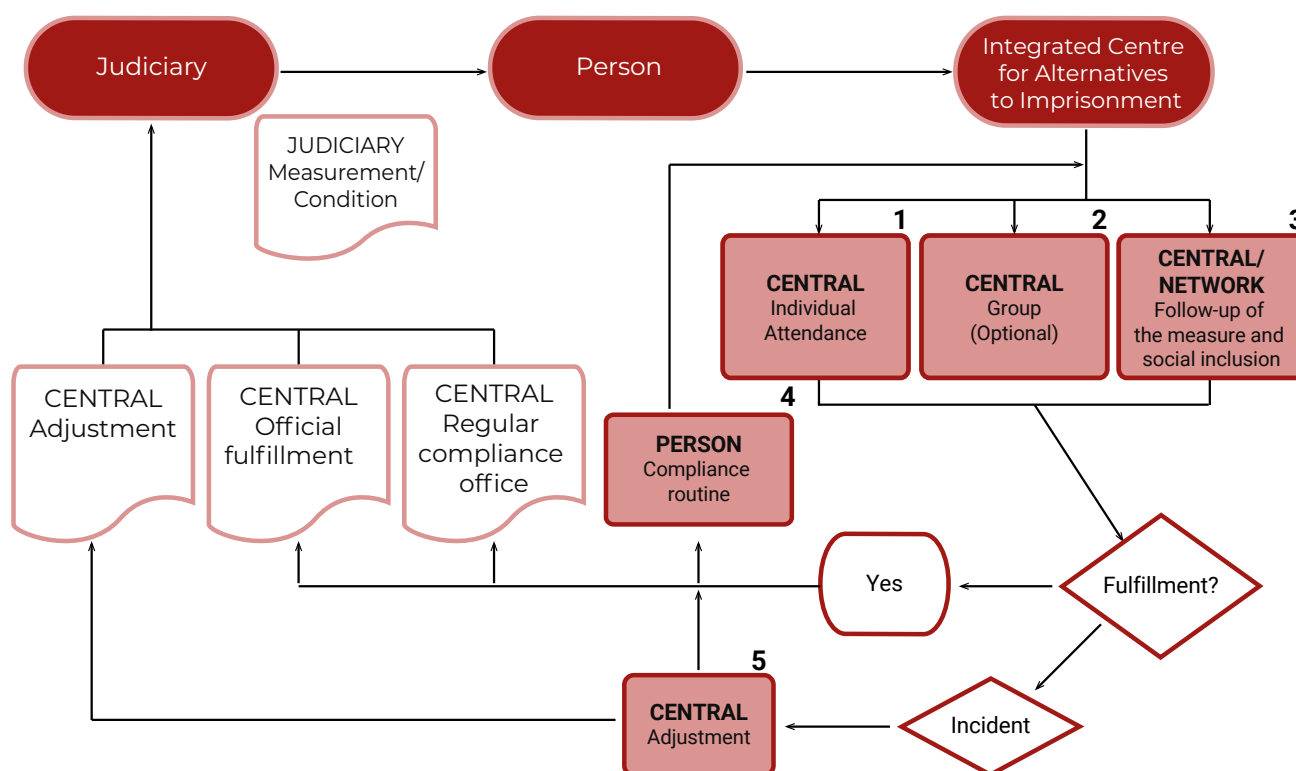 Judiciary
Person
Integrated Centre
for Alternatives
to Imprisonment
JUDICIARY
Measurement/
Condition
1
CENTRAL
Individual
Attendance
2
CENTRAL
Group
(Optional)
3
CENTRAL/
NETWORK
Follow-up of
the measure and
social inclusion
CENTRAL
Adjustment
CENTRAL
Official
fulfillment
CENTRAL
Regular
compliance
office
4
PERSON
Compliance
routine
Yes
Fulfillment?
5
CENTRAL
Adjustment
Incident